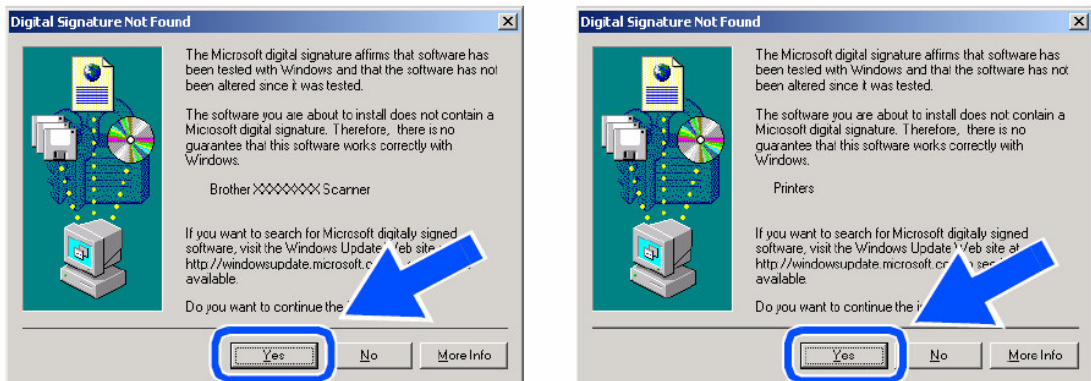 Digital Signature Not Found
The Microsoft digital signature affirms that software has
been tested with Windows and that the software has not
been altered since it was tested.
The software you are about to install does not contain a
Microsoft digital signature. Therefore, there is no
guarantee that this software works correctly with
Windows.
Brother XXXXXXX Scanner
If you want to search for Microsoft digitally signed
software, visit the Windows Update Web site
http://windowsupdate.microsoft.
available.
Do you want to continue the
Yes No More Info
Digital Signature Not Found
The Microsoft digital signature affirms that software has
been tested with Windows and that the software has not
been altered since it was tested.
The software you are about to install does not contain a
Microsoft digital signature. Therefore, there is no
guarantee that this software works correctly with
Windows.
Printers
If you want to search for Microsoft digitally signed
software, visit the Windows Update Web site at
http://windowsupdate.microsoft.
available.
Do you want to continue the
Yes No More Info